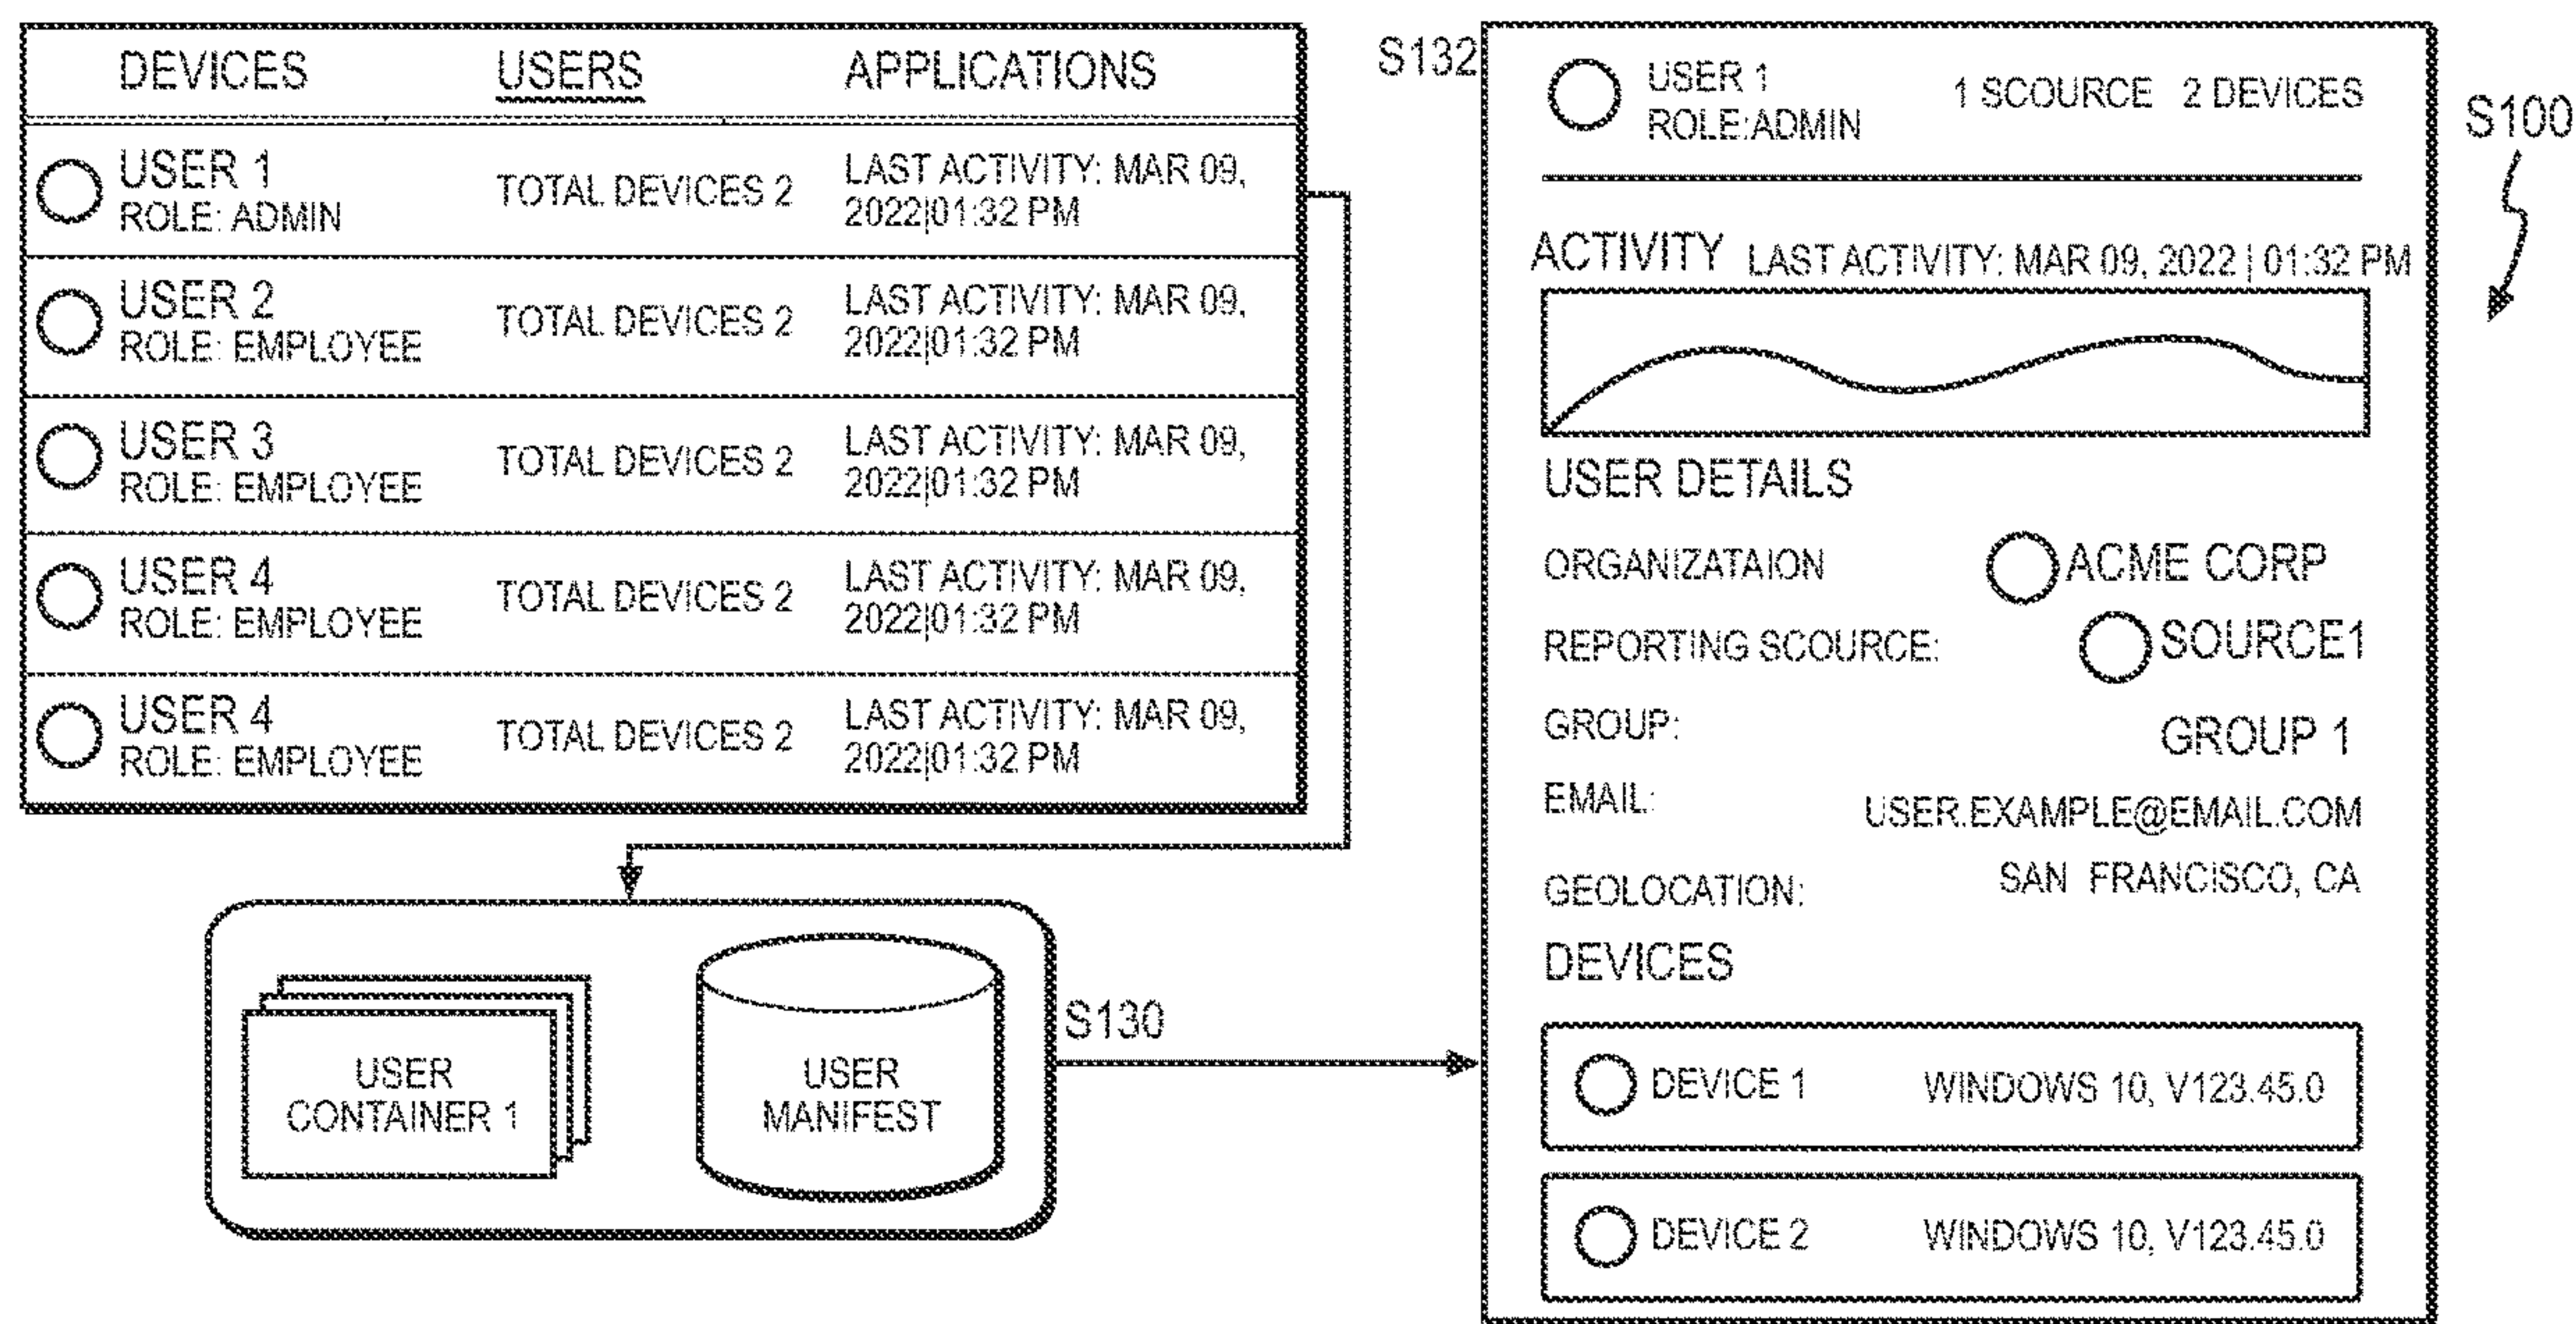 DEVICES USERS APPLICATIONS
USER 1
ROLE: ADMIN
TOTAL DEVICES 2
LAST ACTIVITY: MAR 09,
2022|01:32 PM
USER 2
ROLE: EMPLOYEE
TOTAL DEVICES 2
LAST ACTIVITY: MAR 09,
2022|01:32 PM
USER 3
ROLE: EMPLOYEE
TOTAL DEVICES 2
LAST ACTIVITY: MAR 09,
2022|01:32 PM
USER 4
ROLE: EMPLOYEE
TOTAL DEVICES 2
LAST ACTIVITY: MAR 09,
2022|01:32 PM
USER 4
ROLE: EMPLOYEE
TOTAL DEVICES 2
LAST ACTIVITY: MAR 09,
2022|01:32 PM
USER
CONTAINER 1
USER
MANIFEST
S130
S132
USER 1
ROLE:ADMIN
1 SCOURCE 2 DEVICES
ACTIVITY LAST ACTIVITY: MAR 09, 2022 | 01:32 PM
USER DETAILS
ORGANIZATAION ACME CORP
REPORTING SCOURCE: SOURCE1
GROUP: GROUP 1
EMAIL: USER.EXAMPLE@EMAIL.COM
GEOLOCATION: SAN FRANCISCO, CA
DEVICES
DEVICE 1 WINDOWS 10, V123.45.0
DEVICE 2 WINDOWS 10, V123.45.0
S100